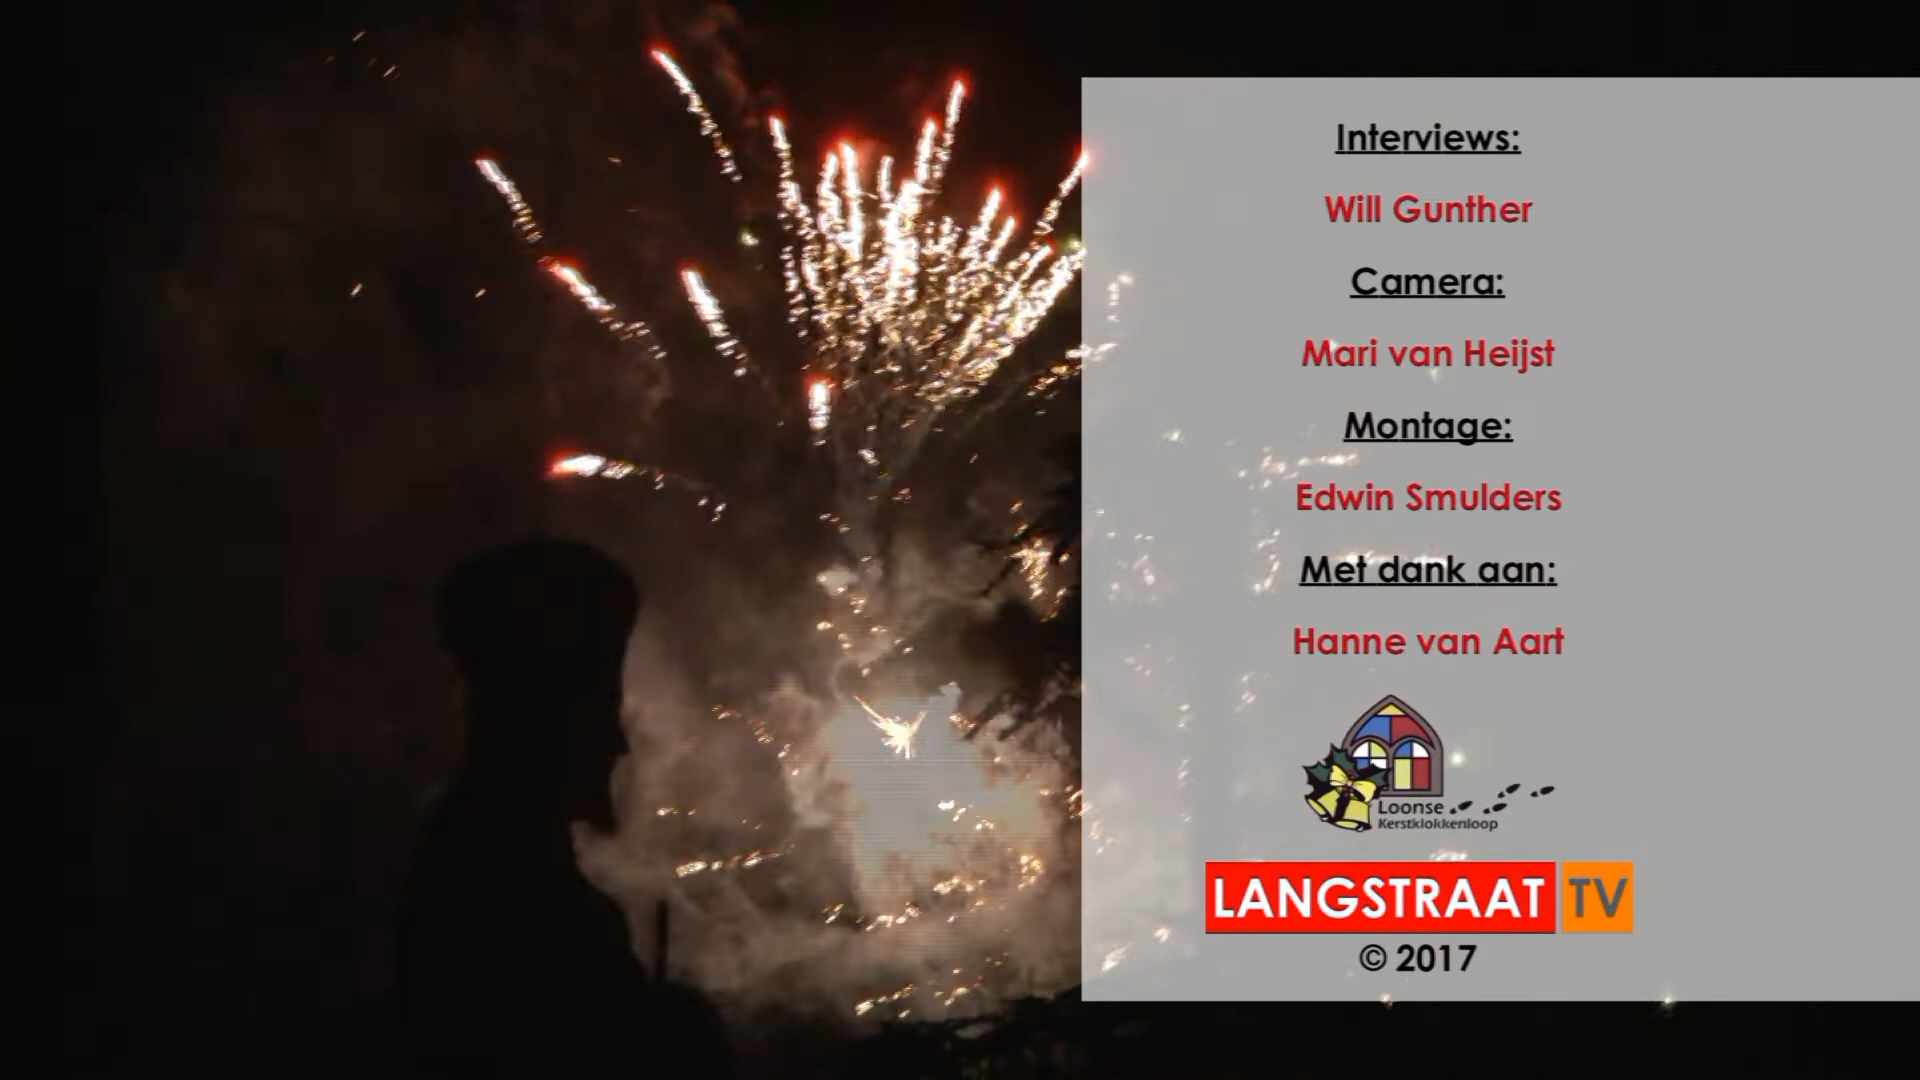 Interviews:
Will Gunther
Camera:
Mari van Heijst
Montage:
Edwin Smulders
Met dank aan:
Hanne van Aart
Loonse
Kerstklokkenloop
LANGSTRAAT TV
© 2017